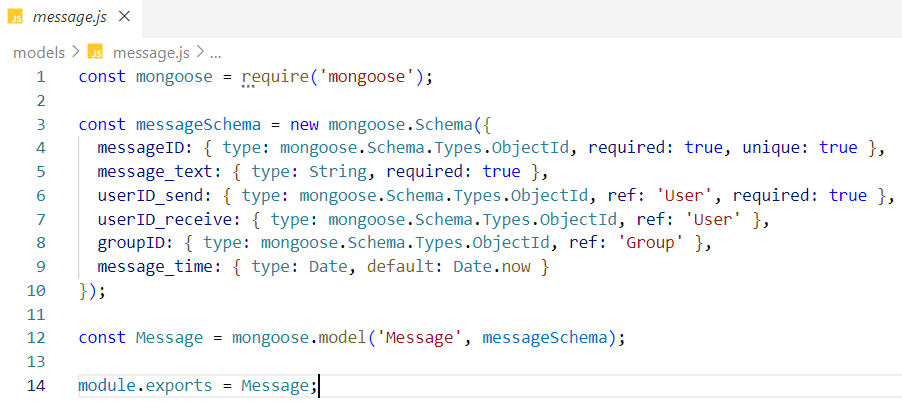 JS message.js ×
models > JS message.js > ...
1 const mongoose = require('mongoose');
2
3 const messageSchema = new mongoose.Schema({
4   messageID: { type: mongoose.Schema.Types.ObjectId, required: true, unique: true },
5   message_text: { type: String, required: true },
6   userID_send: { type: mongoose.Schema.Types.ObjectId, ref: 'User', required: true },
7   userID_receive: { type: mongoose.Schema.Types.ObjectId, ref: 'User' },
8   groupID: { type: mongoose.Schema.Types.ObjectId, ref: 'Group' },
9   message_time: { type: Date, default: Date.now }
10 });
11
12 const Message = mongoose.model('Message', messageSchema);
13
14 module.exports = Message;